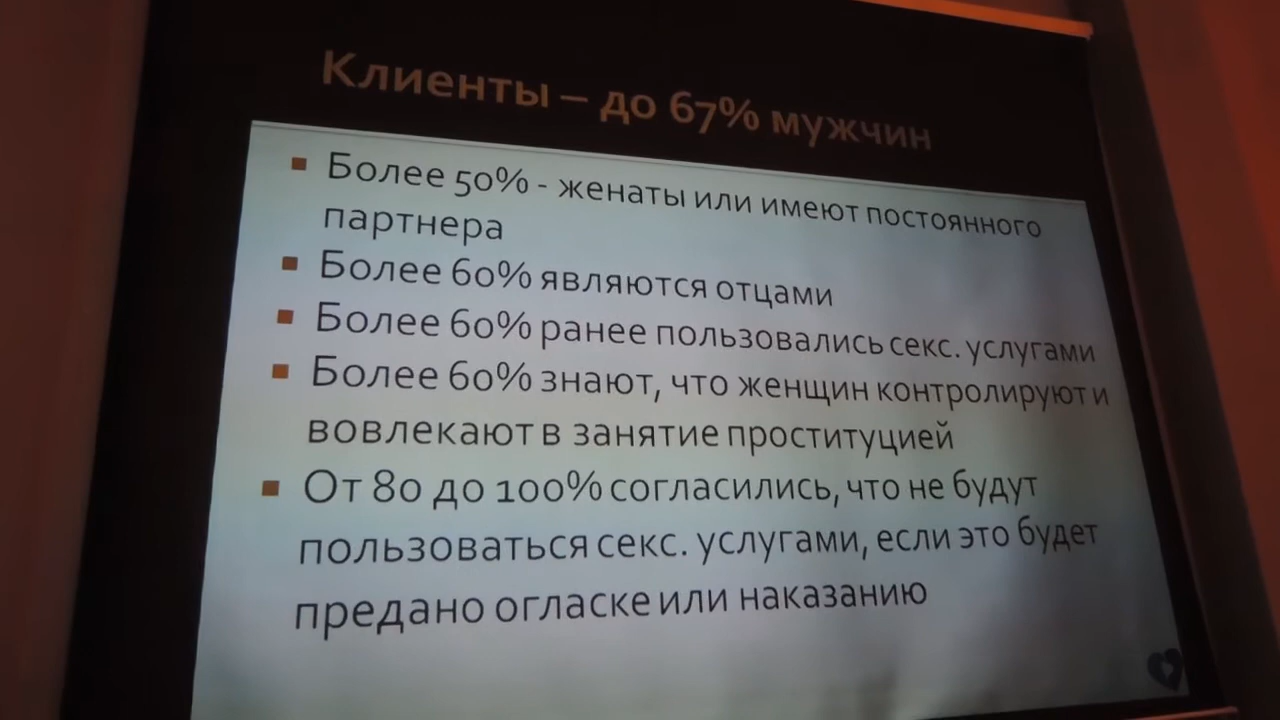 Клиенты – до 67% мужчин
▪ Более 50% - женаты или имеют постоянного
партнера
▪ Более 60% являются отцами
▪ Более 60% ранее пользовались секс. услугами
▪ Более 60% знают, что женщин контролируют и
вовлекают в занятие проституцией
▪ От 80 до 100% согласились, что не будут
пользоваться секс. услугами, если это будет
предано огласке или наказанию